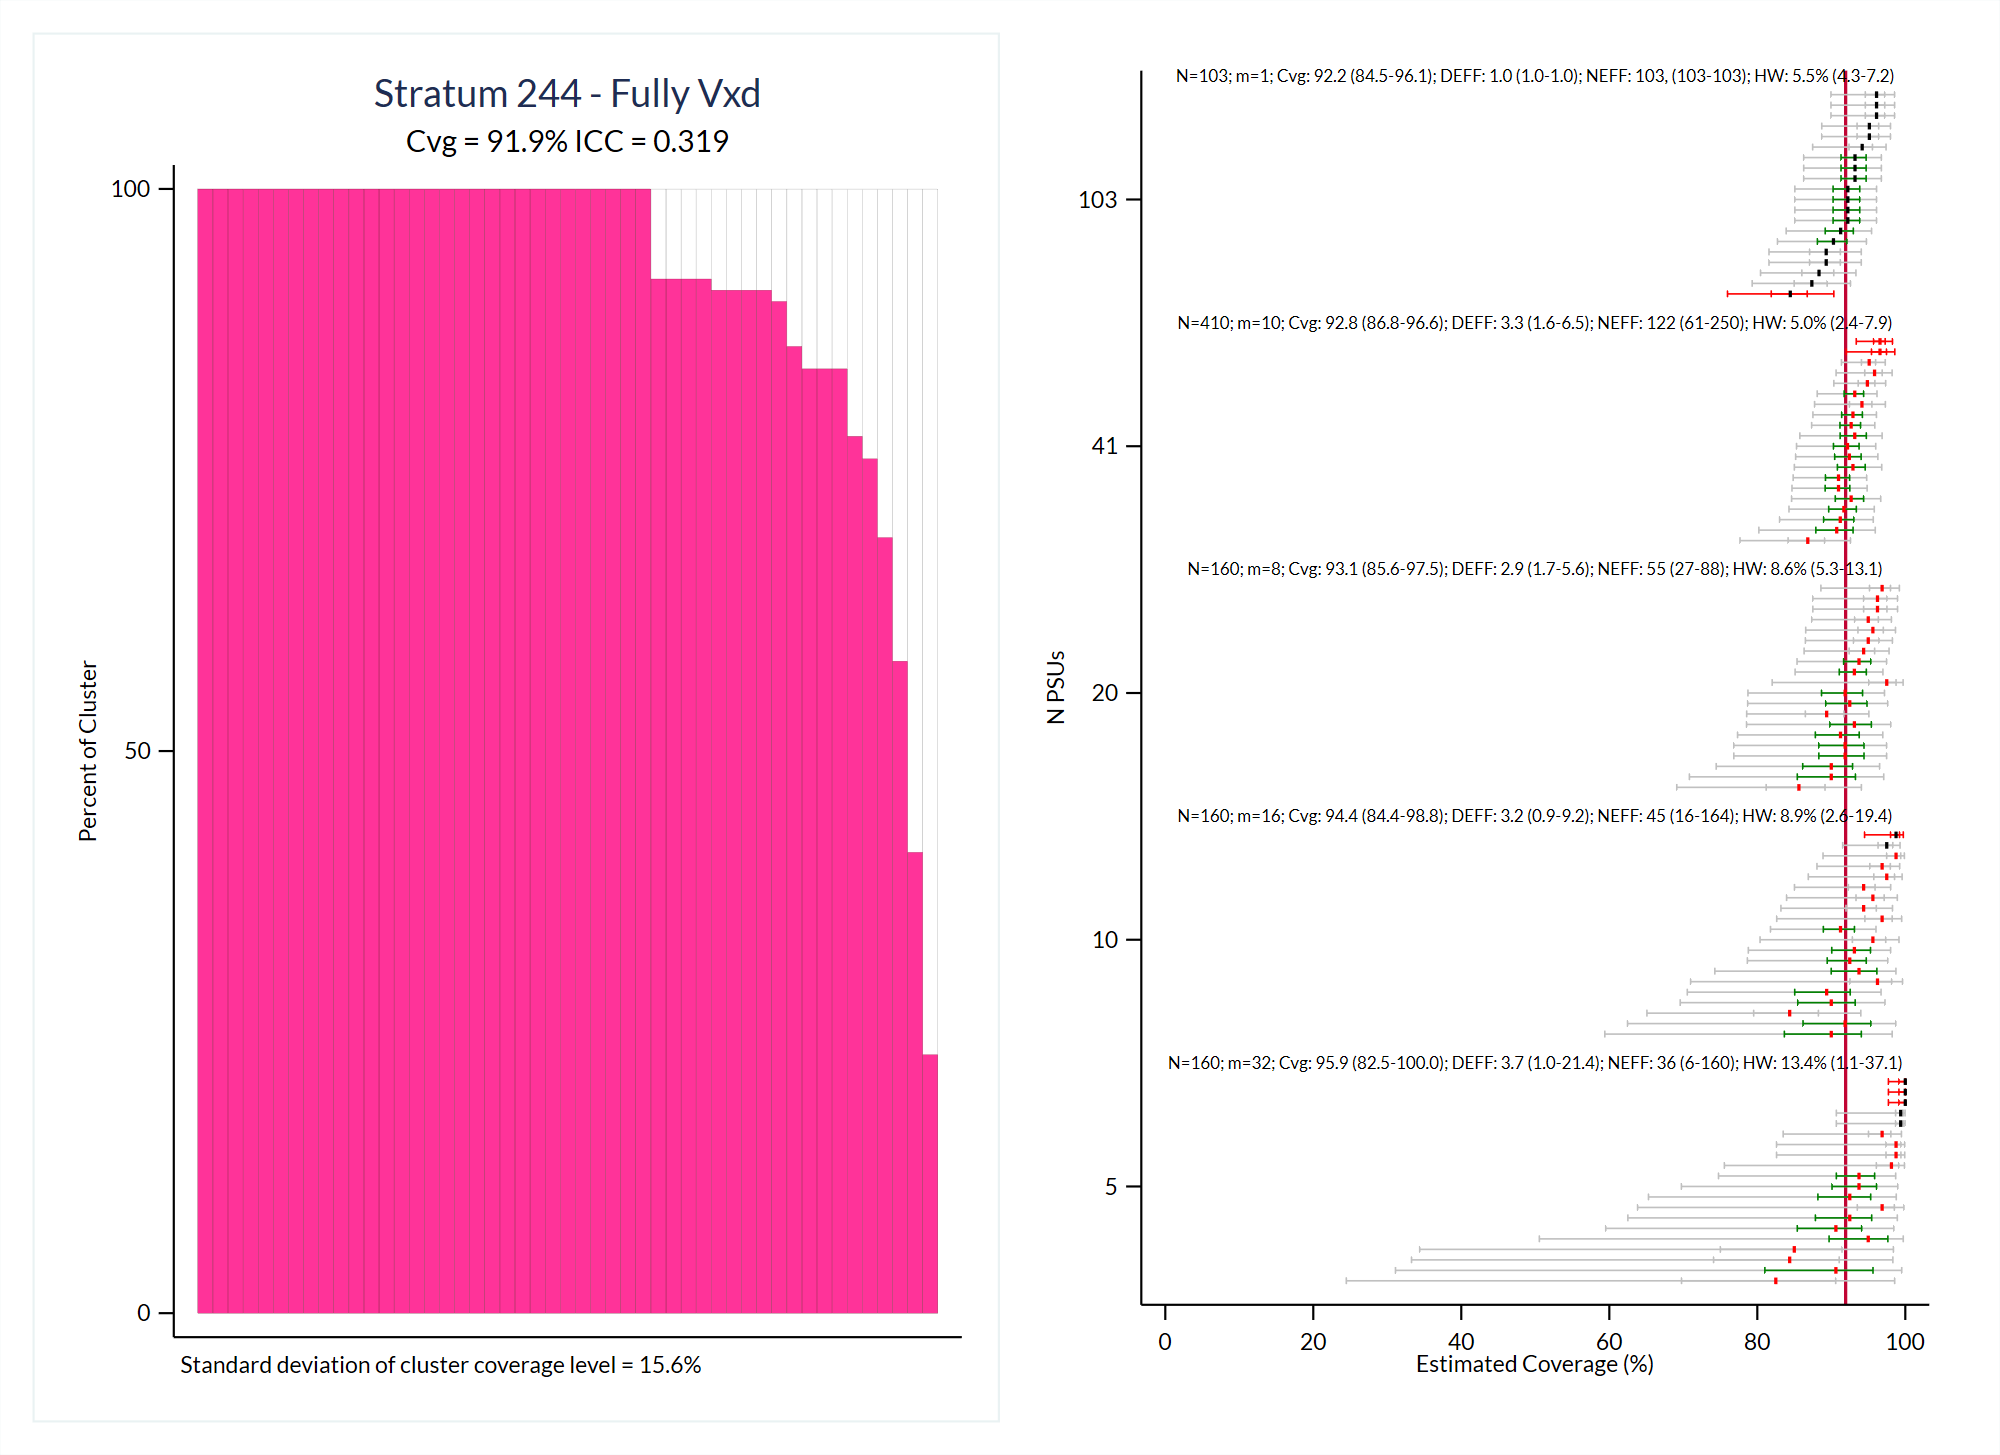 Stratum 244 - Fully Vxd
Cvg = 91.9% ICC = 0.319
100
50
0
Percent of Cluster
Standard deviation of cluster coverage level = 15.6%
N=103; m=1; Cvg: 92.2 (84.5-96.1); DEFF: 1.0 (1.0-1.0); NEFF: 103, (103-103); HW: 5.5% (4.3-7.2)
103
N=410; m=10; Cvg: 92.8 (86.8-96.6); DEFF: 3.3 (1.6-6.5); NEFF: 122 (61-250); HW: 5.0% (2.4-7.9)
41
N=160; m=8; Cvg: 93.1 (85.6-97.5); DEFF: 2.9 (1.7-5.6); NEFF: 55 (27-88); HW: 8.6% (5.3-13.1)
20
N=160; m=16; Cvg: 94.4 (84.4-98.8); DEFF: 3.2 (0.9-9.2); NEFF: 45 (16-164); HW: 8.9% (2.6-19.4)
10
N=160; m=32; Cvg: 95.9 (82.5-100.0); DEFF: 3.7 (1.0-21.4); NEFF: 36 (6-160); HW: 13.4% (1.1-37.1)
5
N PSUs
0 20 40 60 80 100
Estimated Coverage (%)